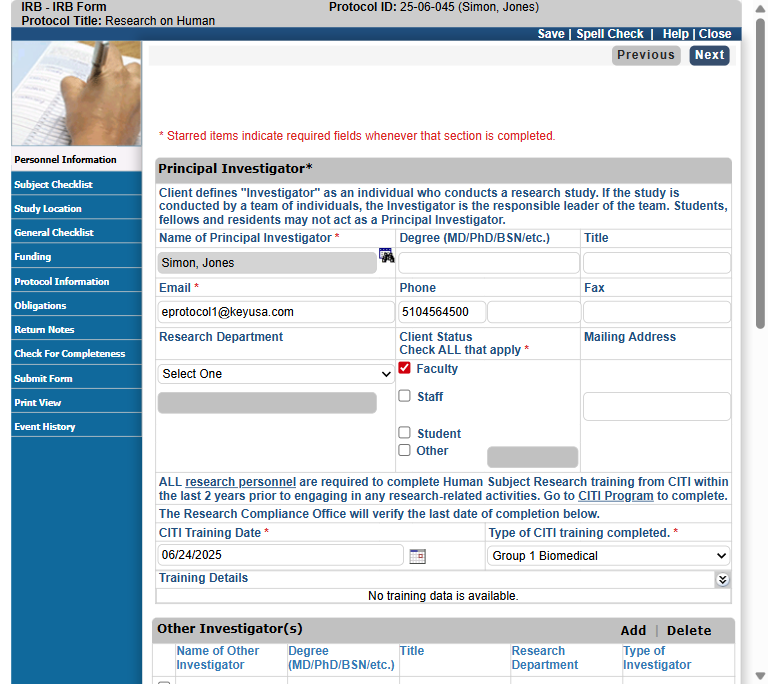 IRB - IRB Form
Protocol ID: 25-06-045 (Simon, Jones)
Protocol Title: Research on Human
Save | Spell Check | Help | Close
Previous Next
* Starred items indicate required fields whenever that section is completed.
Personnel Information
Subject Checklist
Study Location
General Checklist
Funding
Protocol Information
Obligations
Return Notes
Check For Completeness
Submit Form
Print View
Event History
Principal Investigator*
Client defines "Investigator" as an individual who conducts a research study. If the study is
conducted by a team of individuals, the Investigator is the responsible leader of the team. Students,
fellows and residents may not act as a Principal Investigator.
Name of Principal Investigator * Degree (MD/PhD/BSN/etc.) Title
Simon, Jones
Email * Phone Fax
eprotocol1@keyusa.com 5104564500
Research Department Client Status Mailing Address
Check ALL that apply *
Select One
Faculty
Staff
Student
Other
ALL research personnel are required to complete Human Subject Research training from CITI within
the last 2 years prior to engaging in any research-related activities. Go to CITI Program to complete.
The Research Compliance Office will verify the last date of completion below.
CITI Training Date * Type of CITI training completed. *
06/24/2025 Group 1 Biomedical
Training Details
No training data is available.
Other Investigator(s) Add | Delete
Name of Other Degree Title Research Type of
Investigator (MD/PhD/BSN/etc.) Department Investigator